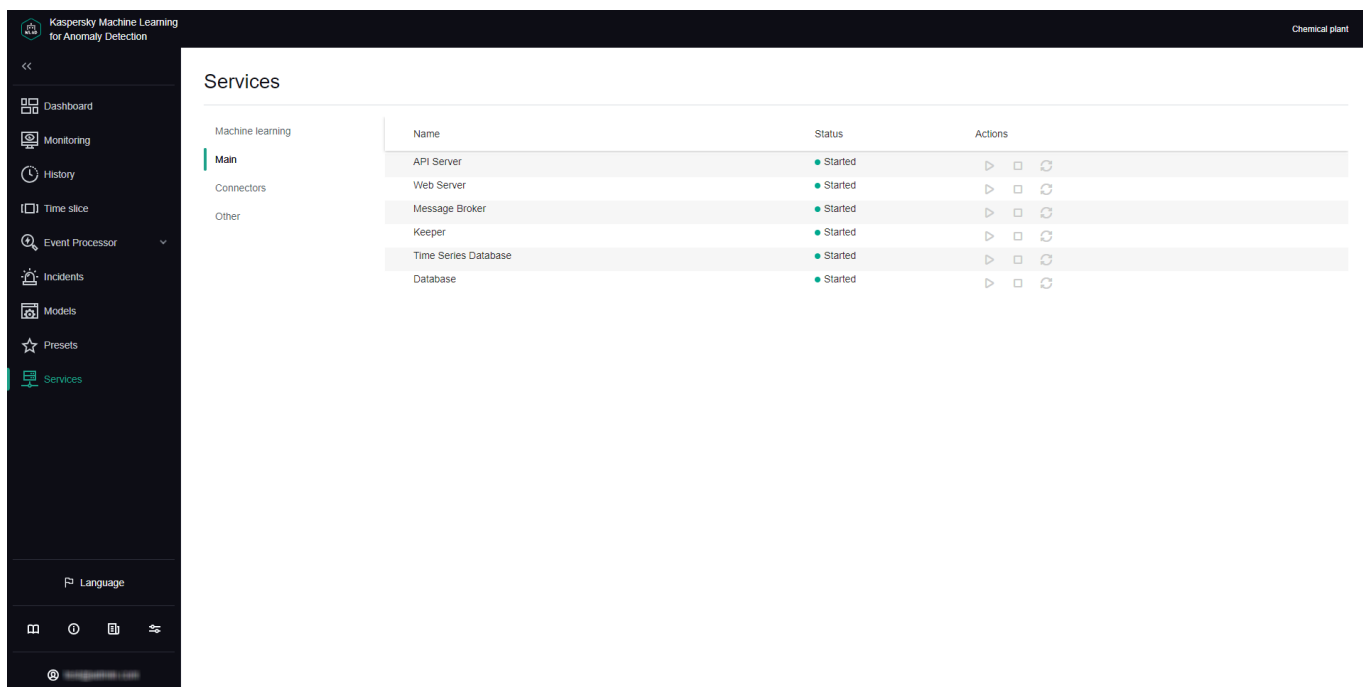 Kaspersky Machine Learning
for Anomaly Detection
Chemical plant
Dashboard
Monitoring
History
Time slice
Event Processor
Incidents
Models
Presets
Services
Language
Services
Machine learning
Main
Connectors
Other
Name Status Actions
API Server Started
Web Server Started
Message Broker Started
Keeper Started
Time Series Database Started
Database Started